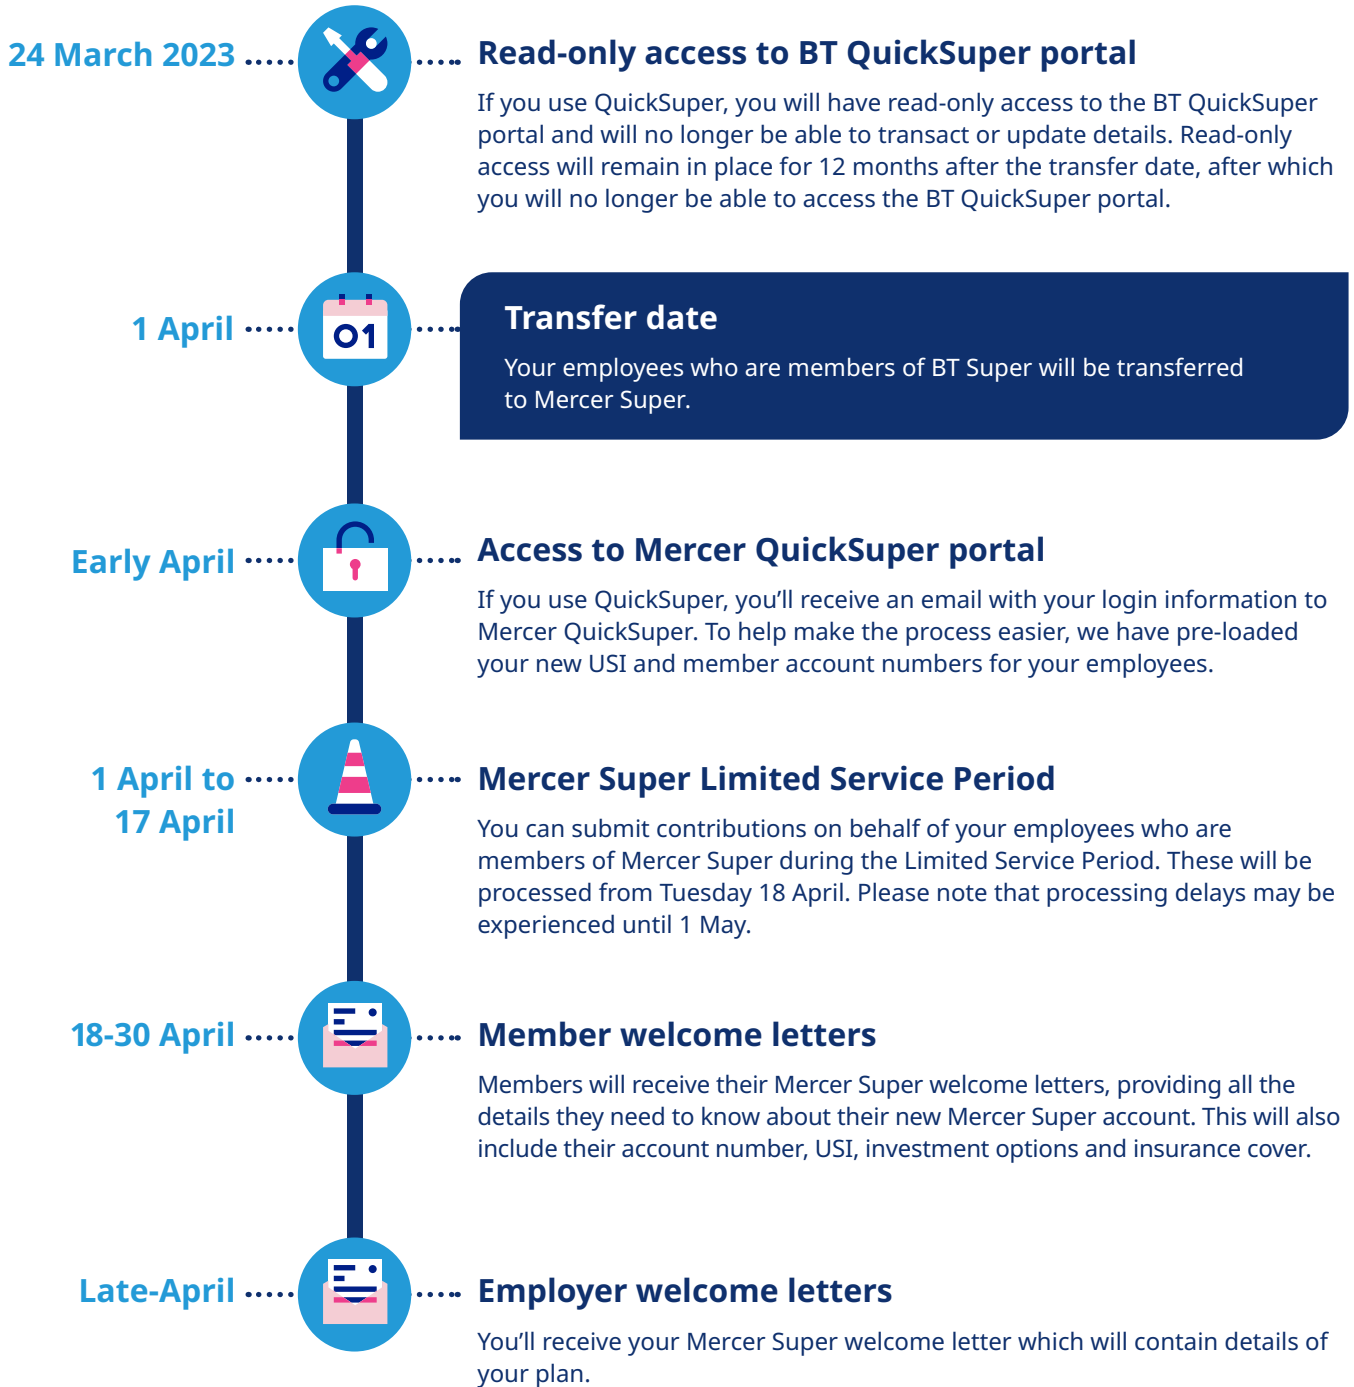 24 March 2023
Read-only access to BT QuickSuper portal
If you use QuickSuper, you will have read-only access to the BT QuickSuper
portal and will no longer be able to transact or update details. Read-only
access will remain in place for 12 months after the transfer date, after which
you will no longer be able to access the BT QuickSuper portal.
1 April
01
Transfer date
Your employees who are members of BT Super will be transferred
to Mercer Super.
Early April
Access to Mercer QuickSuper portal
If you use QuickSuper, you’ll receive an email with your login information to
Mercer QuickSuper. To help make the process easier, we have pre-loaded
your new USI and member account numbers for your employees.
1 April to
17 April
Mercer Super Limited Service Period
You can submit contributions on behalf of your employees who are
members of Mercer Super during the Limited Service Period. These will be
processed from Tuesday 18 April. Please note that processing delays may be
experienced until 1 May.
18-30 April
Member welcome letters
Members will receive their Mercer Super welcome letters, providing all the
details they need to know about their new Mercer Super account. This will also
include their account number, USI, investment options and insurance cover.
Late-April
Employer welcome letters
You’ll receive your Mercer Super welcome letter which will contain details of
your plan.